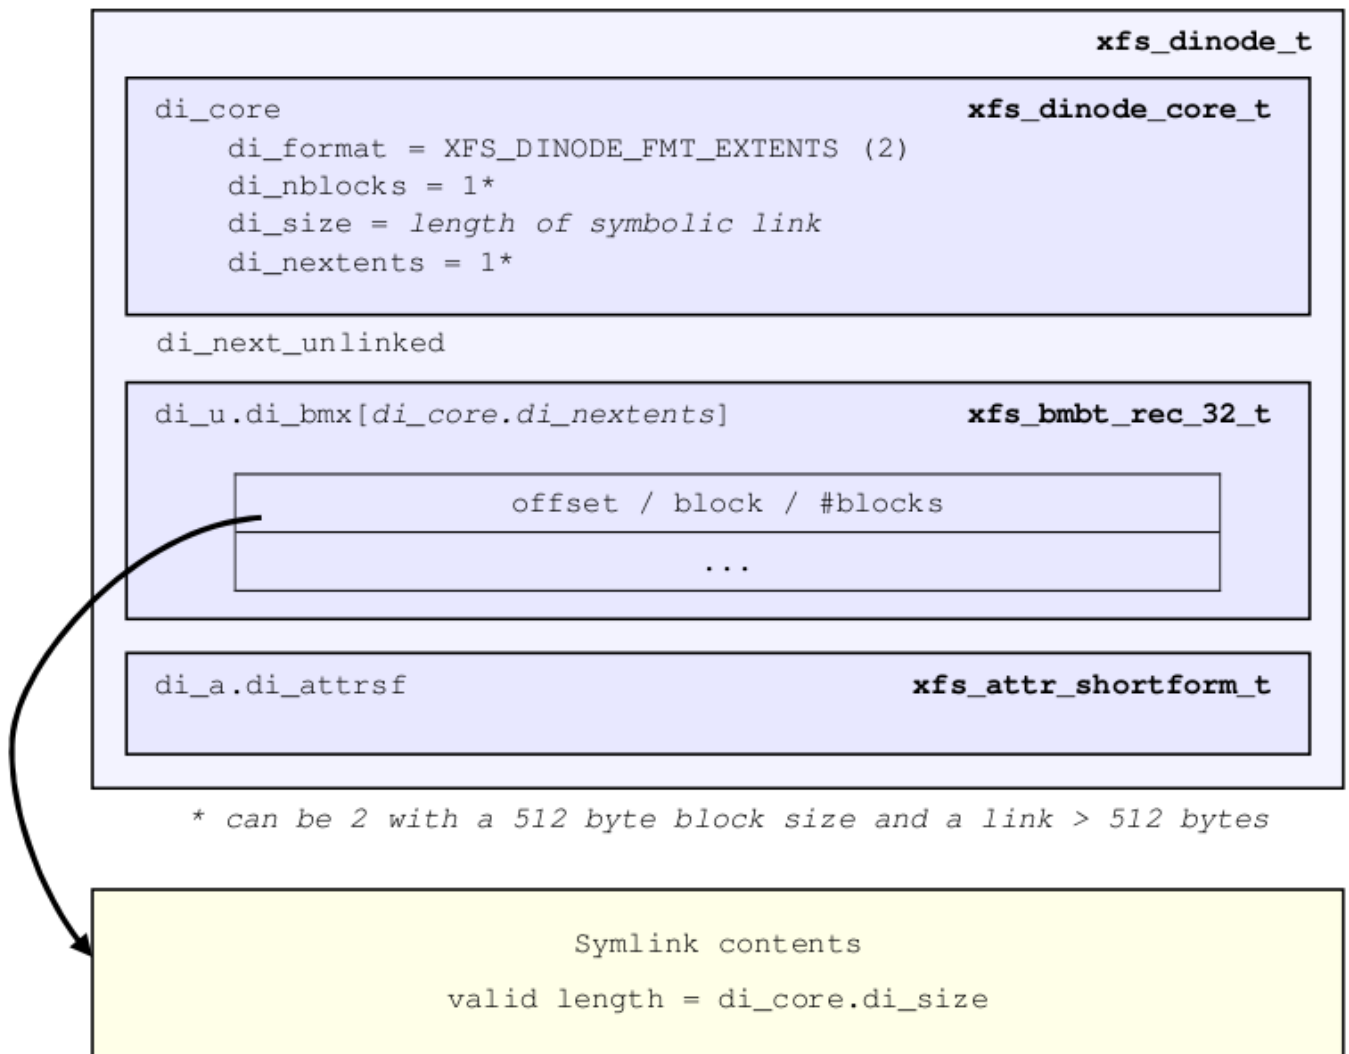 xfs_dinode_t
di_core xfs_dinode_core_t
di_format = XFS_DINODE_FMT_EXTENTS (2)
di_nblocks = 1*
di_size = length of symbolic link
di_nextents = 1*
di_next_unlinked
di_u.di_bmx[di_core.di_nextents] xfs_bmbt_rec_32_t
offset / block / #blocks
...
di_a.di_attrsf xfs_attr_shortform_t
* can be 2 with a 512 byte block size and a link > 512 bytes
Symlink contents
valid length = di_core.di_size